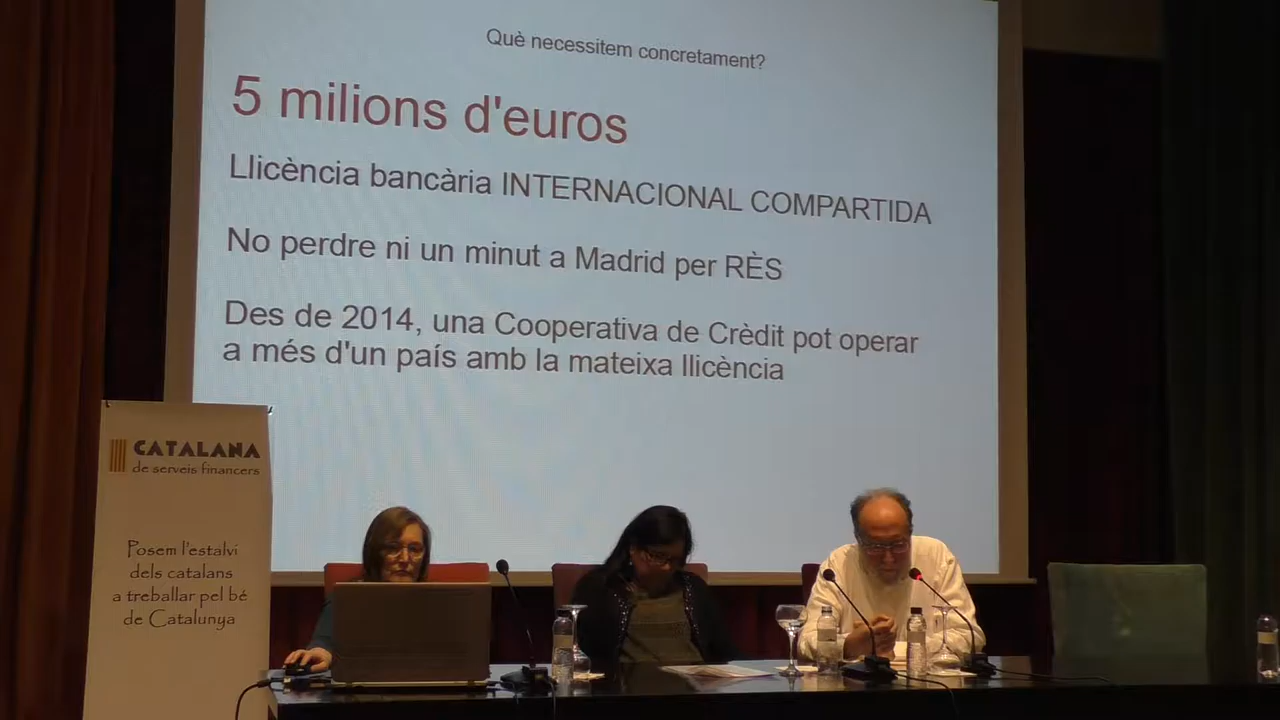 Què necessitem concretament?
5 milions d'euros
Llicència bancària INTERNACIONAL COMPARTIDA
No perdre ni un minut a Madrid per RÈS
Des de 2014, una Cooperativa de Crèdit pot operar
a més d'un país amb la mateixa llicència
CATALANA
de serveis financers
Posem l'estalvi
dels catalans
a treballar pel bé
de Catalunya